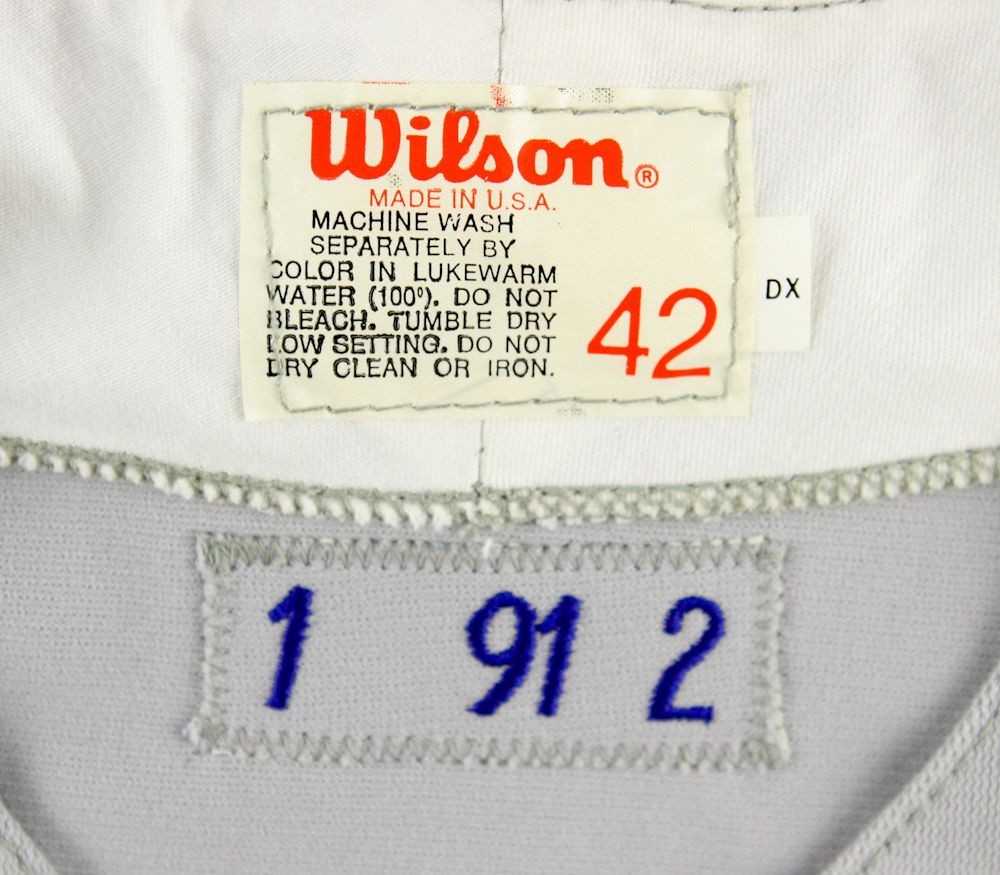 Wilson®
MADE IN U.S.A.
MACHINE WASH
SEPARATELY BY
COLOR IN LUKEWARM
WATER (100°). DO NOT
BLEACH. TUMBLE DRY
LOW SETTING. DO NOT
DRY CLEAN OR IRON.
42
DX
1 91 2